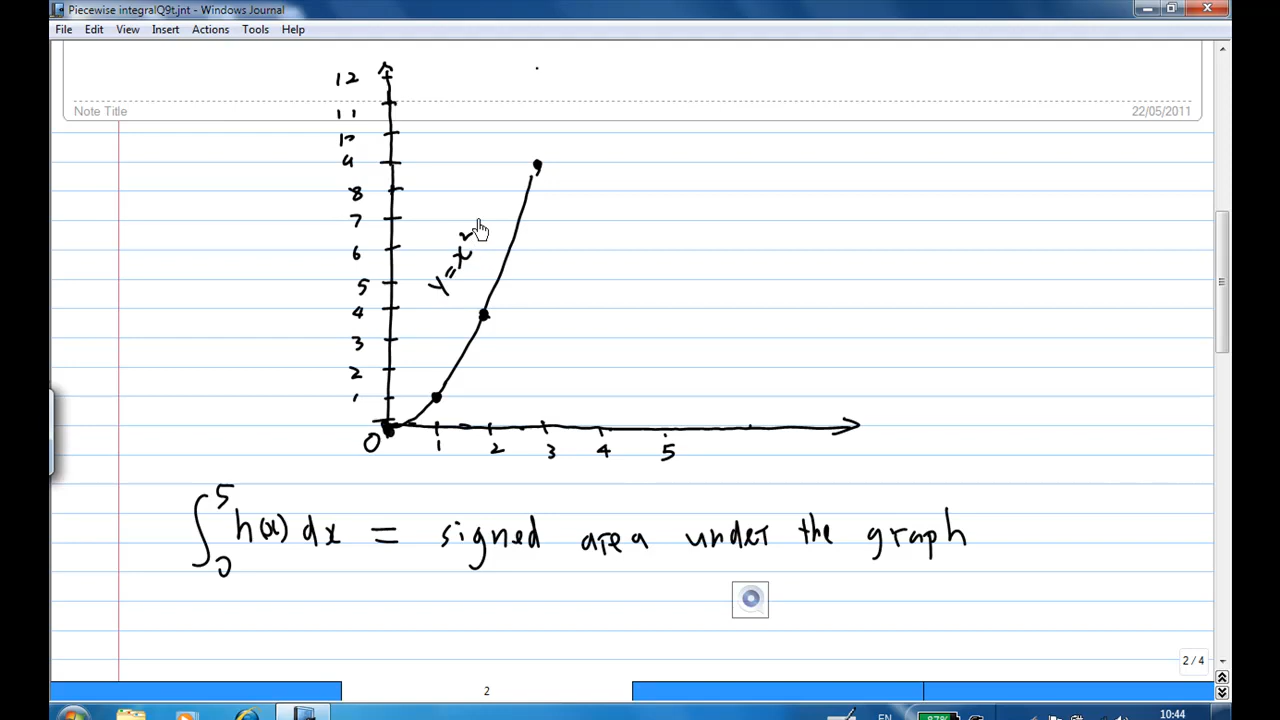 Piecewise integralQ9t.jnt - Windows Journal
File Edit View Insert Actions Tools Help
12
11
10
9
8
7
6
5
4
3
2
1
Note Title
22/05/2011
y=x²
0 1 2 3 4 5
∫₀⁵ h(x) dx = signed area under the graph
2 / 4
2
EN
87%
10:44